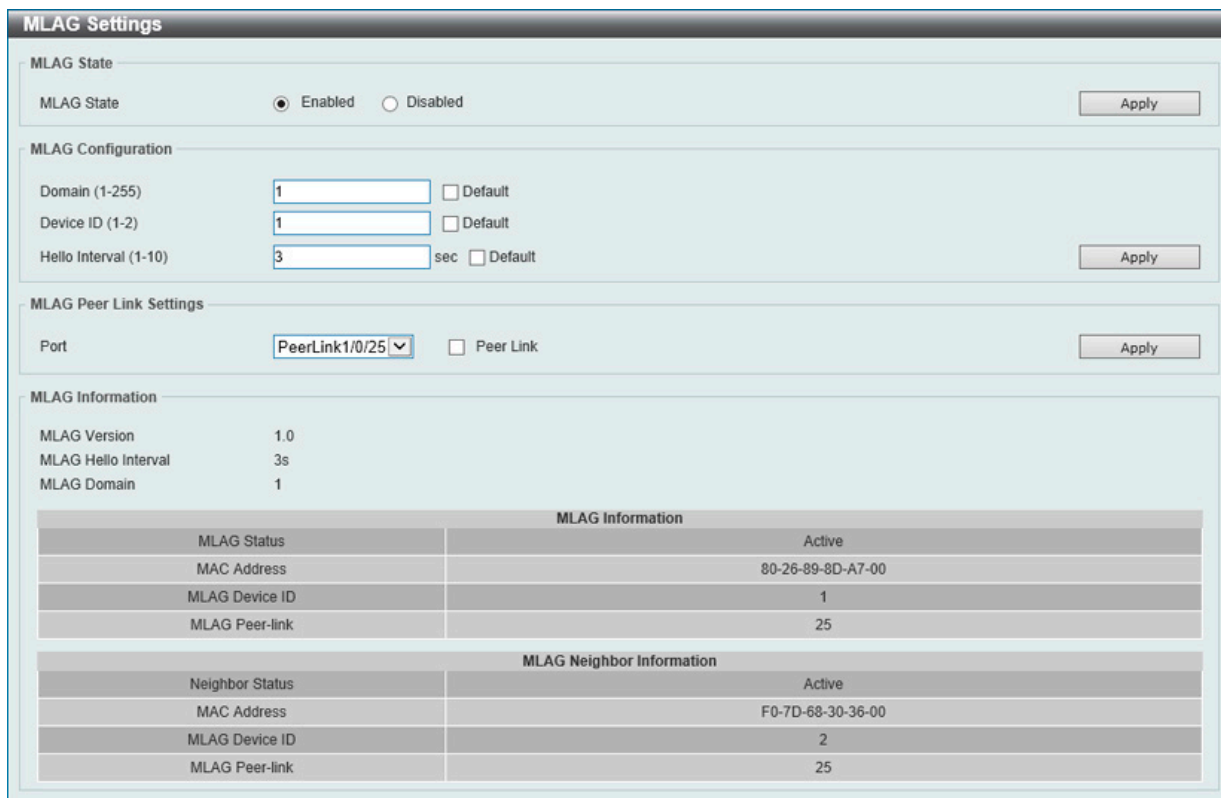 MLAG Settings
MLAG State
MLAG State Enabled Disabled Apply
MLAG Configuration
Domain (1-255) 1 Default
Device ID (1-2) 1 Default
Hello Interval (1-10) 3 sec Default Apply
MLAG Peer Link Settings
Port PeerLink1/0/25 Peer Link Apply
MLAG Information
MLAG Version 1.0
MLAG Hello Interval 3s
MLAG Domain 1
MLAG Information
MLAG Status Active
MAC Address 80-26-89-8D-A7-00
MLAG Device ID 1
MLAG Peer-link 25
MLAG Neighbor Information
Neighbor Status Active
MAC Address F0-7D-68-30-36-00
MLAG Device ID 2
MLAG Peer-link 25